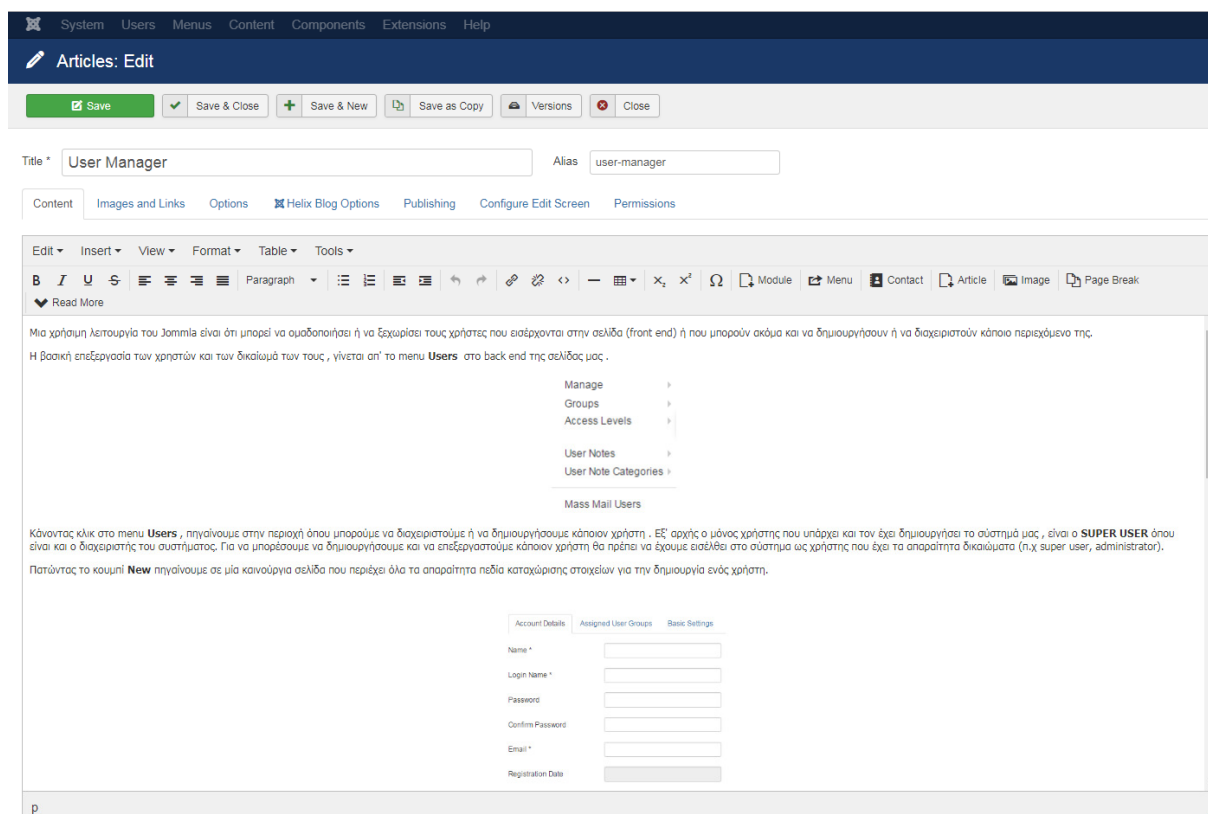 System Users Menus Content Components Extensions Help
Articles: Edit
Save Save & Close Save & New Save as Copy Versions Close
Title * User Manager Alias user-manager
Content Images and Links Options Helix Blog Options Publishing Configure Edit Screen Permissions
Edit Insert View Format Table Tools
B I U S Paragraph X₂ X² Ω Module Menu Contact Article Image Page Break
Read More
Μια χρήσιμη λειτουργία του Jommla είναι ότι μπορεί να ομαδοποιήσει ή να ξεχωρίσει τους χρήστες που εισέρχονται στην σελίδα (front end) ή που μπορούν ακόμα και να δημιουργήσουν ή να διαχειριστούν κάποιο περιεχόμενο της.
Η βασική επεξεργασία των χρηστών και των δικαίωμά των τους , γίνεται απ' το menu Users στο back end της σελίδας μας .
Manage
Groups
Access Levels
User Notes
User Note Categories
Mass Mail Users
Κάνοντας κλικ στο menu Users , πηγαίνουμε στην περιοχή όπου μπορούμε να διαχειριστούμε ή να δημιουργήσουμε κάποιον χρήστη . Εξ' αρχής ο μόνος χρήστης που υπάρχει και τον έχει δημιουργήσει το σύστημά μας , είναι ο SUPER USER όπου
είναι και ο διαχειριστής του συστήματος. Για να μπορέσουμε να δημιουργήσουμε και να επεξεργαστούμε κάποιον χρήστη θα πρέπει να έχουμε εισέλθει στο σύστημα ως χρήστης που έχει τα απαραίτητα δικαιώματα (π.χ super user, administrator).
Πατώντας το κουμπί New πηγαίνουμε σε μία καινούργια σελίδα που περιέχει όλα τα απαραίτητα πεδία καταχώρισης στοιχείων για την δημιουργία ενός χρήστη.
Account Details Assigned User Groups Basic Settings
Name *
Login Name *
Password
Confirm Password
Email *
Registration Date
p